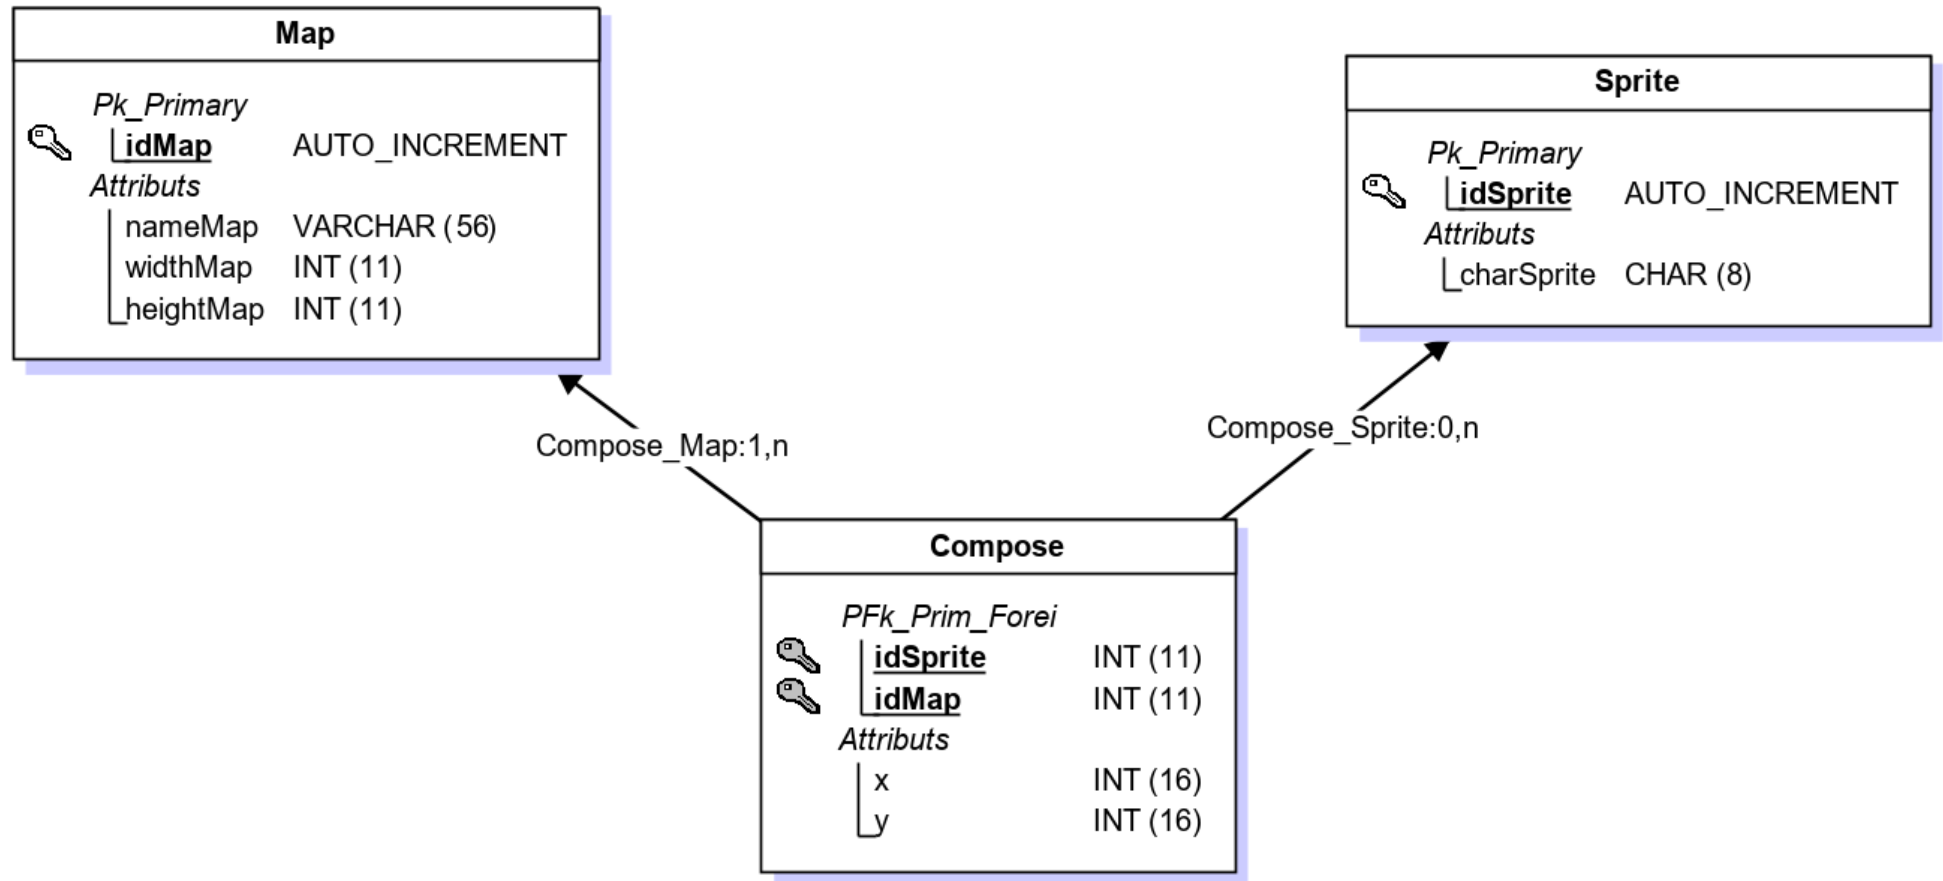 Map
Pk_Primary
idMap AUTO_INCREMENT
Attributs
nameMap VARCHAR (56)
widthMap INT (11)
heightMap INT (11)
Sprite
Pk_Primary
idSprite AUTO_INCREMENT
Attributs
charSprite CHAR (8)
Compose_Map:1,n
Compose_Sprite:0,n
Compose
PFk_Prim_Forei
idSprite INT (11)
idMap INT (11)
Attributs
x INT (16)
y INT (16)